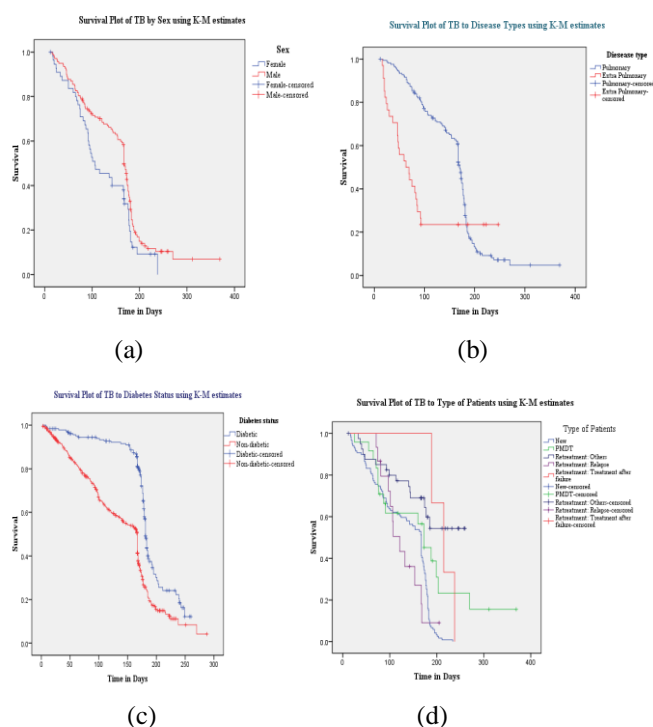 Survival Plot of TB by Sex using K-M estimates
Sex
Female
Male
Female-censored
Male-censored
Survival
1.0
0.8
0.6
0.4
0.2
0.0
0 100 200 300 400
Time in Days
(a)
Survival Plot of TB to Disease Types using K-M estimates
Diesease type
Pulmonary
Extra Pulmonary
Pulmonary-censored
Extra Pulmonary-
censored
Survival
1.0
0.8
0.6
0.4
0.2
0.0
0 100 200 300 400
Time in Days
(b)
Survival Plot of TB to Diabetes Status using K-M estimates
Diabetes status
Diabetic
Non-diabetic
Diabetic-censored
Non-diabetic-censored
Survival
1.0
0.8
0.6
0.4
0.2
0.0
0 50 100 150 200 250 300
Time in Days
(c)
Survival Plot of TB to Type of Patients using K-M estimates
Type of Patients
New
PMDT
Retreatment: Others
Retreatment: Relapse
Retreatment: Treatment after
failure
New-censored
PMDT-censored
Retreatment: Others-censored
Retreatment: Relapse-censored
Retreatment: Treatment after
failure-censored
Survival
1.0
0.8
0.6
0.4
0.2
0.0
0 100 200 300 400
Time in Days
(d)